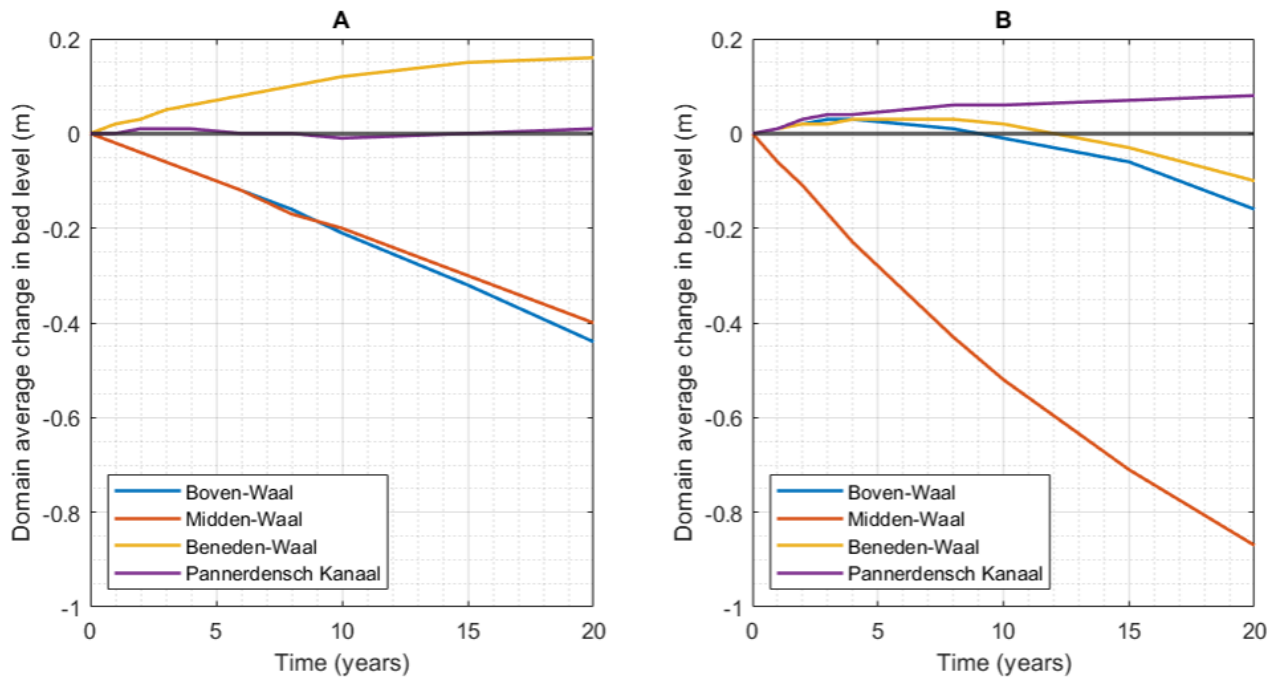 A
Domain average change in bed level (m)
0.2
0
-0.2
-0.4
-0.6
-0.8
-1
Boven-Waal
Midden-Waal
Beneden-Waal
Pannerdensch Kanaal
0 5 10 15 20
Time (years)
B
Domain average change in bed level (m)
0.2
0
-0.2
-0.4
-0.6
-0.8
-1
Boven-Waal
Midden-Waal
Beneden-Waal
Pannerdensch Kanaal
0 5 10 15 20
Time (years)